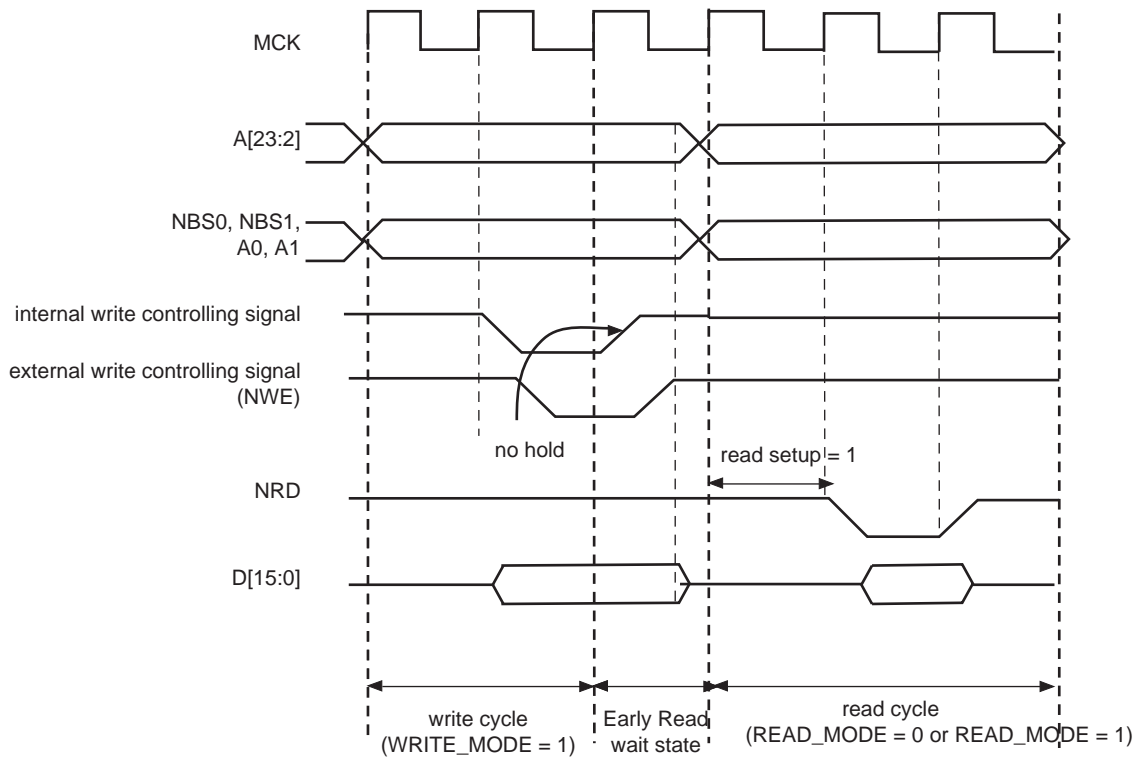 MCK
A[23:2]
NBS0, NBS1,
A0, A1
internal write controlling signal
external write controlling signal
(NWE)
no hold
read setup = 1
NRD
D[15:0]
write cycle
(WRITE_MODE = 1)
Early Read
wait state
read cycle
(READ_MODE = 0 or READ_MODE = 1)